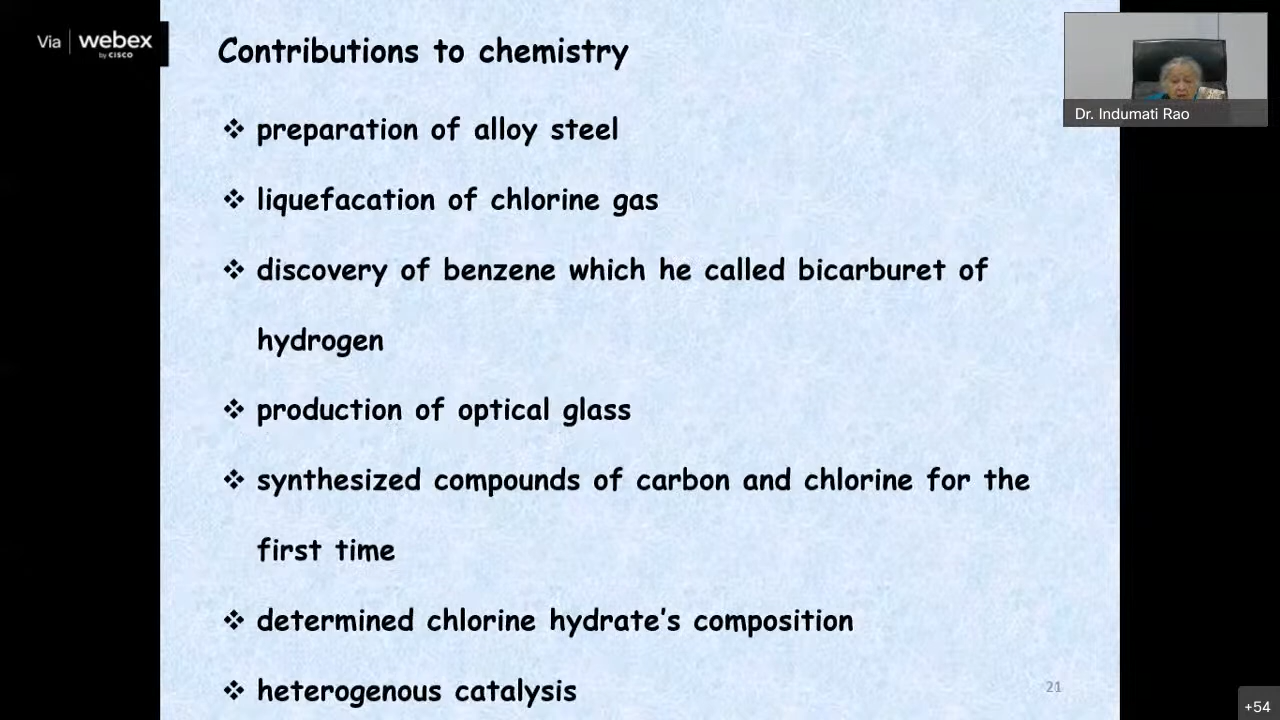 Via webex
by CISCO
Contributions to chemistry
❖ preparation of alloy steel
❖ liquefacation of chlorine gas
❖ discovery of benzene which he called bicarburet of
hydrogen
❖ production of optical glass
❖ synthesized compounds of carbon and chlorine for the
first time
❖ determined chlorine hydrate's composition
❖ heterogenous catalysis
21
Dr. Indumati Rao
+54